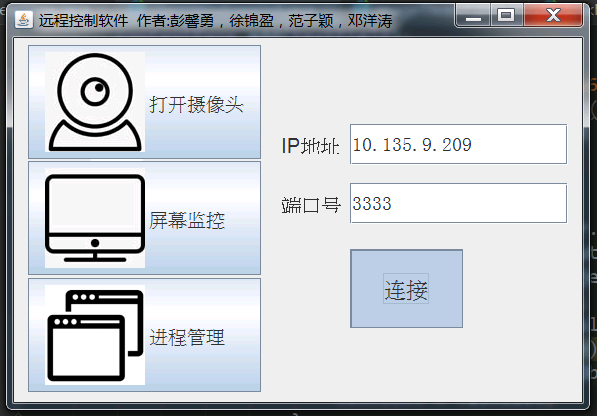 远程控制软件 作者:彭馨勇，徐锦盈，范子颖，邓洋涛
打开摄像头
屏幕监控
进程管理
IP地址 10.135.9.209
端口号 3333
连接